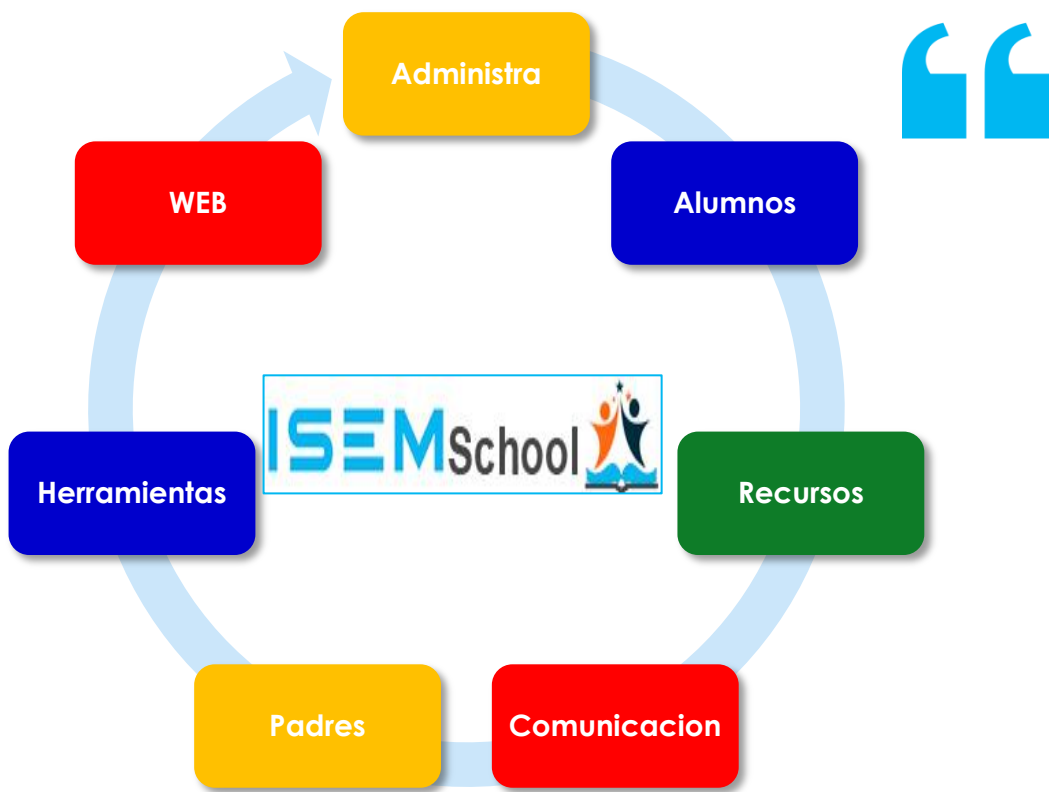 Administra
Alumnos
Recursos
Comunicacion
Padres
Herramientas
WEB
ISEMSchool